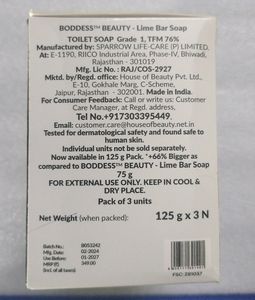 BODDESS™ BEAUTY - Lime Bar Soap
TOILET SOAP Grade 1, TFM 76%
Manufactured by: SPARROW LIFE-CARE (P) LIMITED.
At: E-1190, RIICO Industrial Area, Phase-IV, Bhiwadi,
Rajasthan - 301019
Mfg. Lic No.: RAJ/COS-2927
Mktd. by/Regd. office: House of Beauty Pvt. Ltd.,
E-10, Gokhale Marg, C-Scheme,
Jaipur, Rajasthan - 302001. Made in India.
For Consumer Feedback: Call or write us: Customer
Care Manager, at Regd. address,
Tel No.+917303395449.
Email: customer.care@houseofbeauty.net.in
Tested for dermatological safety and found safe to
human skin.
Individual units not be sold separately.
Now available in 125 g Pack. *+66% Bigger as
compared to BODDESS™ BEAUTY - Lime Bar Soap
75 g
FOR EXTERNAL USE ONLY. KEEP IN COOL &
DRY PLACE.
Pack of 3 units
Net Weight (when packed): 125 g x 3 N
Batch No.: B053242
Mfg. Date: 02-2024
Use Before: 01-2027
MRP (₹) 349.00
(Incl. of all taxes)